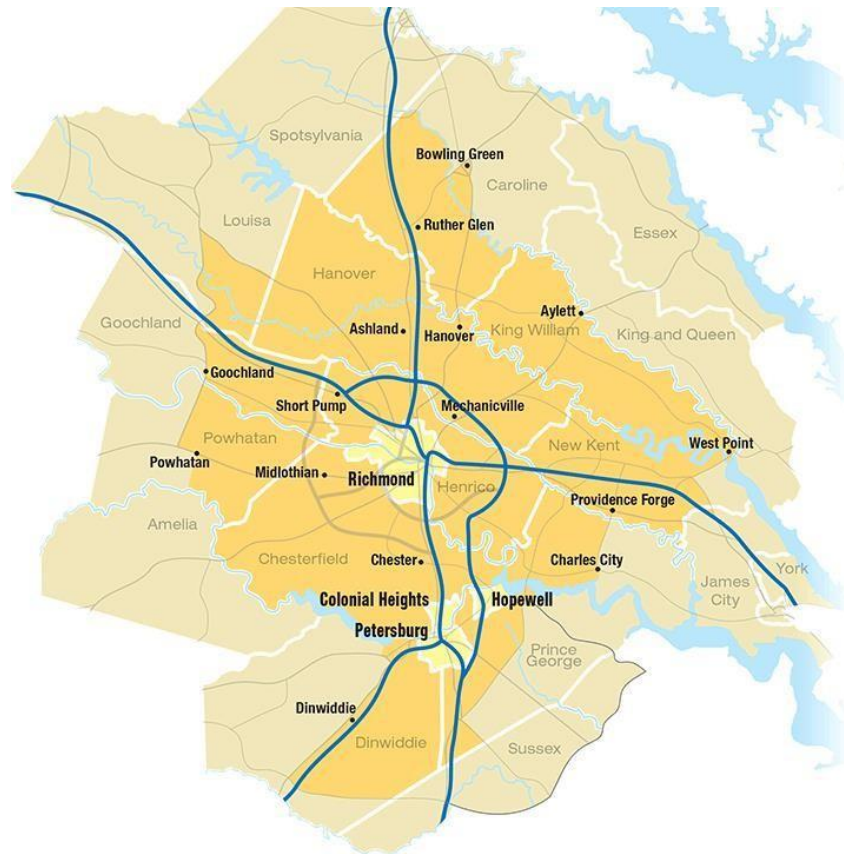 Spotsylvania
Bowling Green
Caroline
Louisa
Ruther Glen
Essex
Hanover
Aylett
Goochland
Ashland
Hanover
King William
King and Queen
Goochland
Short Pump
Mechanicville
Powhatan
New Kent
West Point
Powhatan
Midlothian
Richmond
Henrico
Providence Forge
Amelia
Chesterfield
Chester
Charles City
York
James
City
Colonial Heights
Hopewell
Petersburg
Prince
George
Dinwiddie
Dinwiddie
Sussex